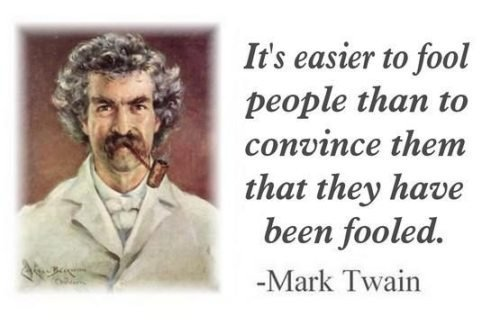 It's easier to fool
people than to
convince them
that they have
been fooled.
-Mark Twain